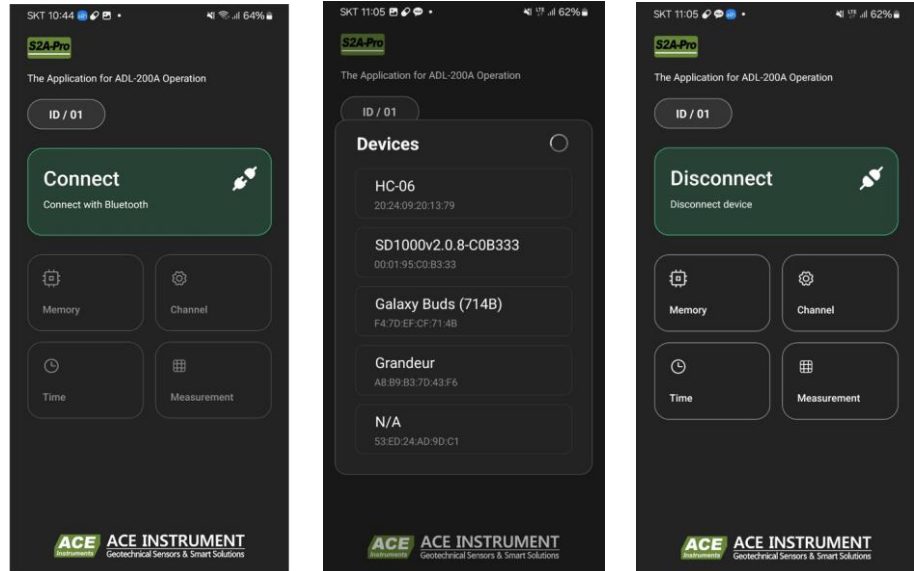 SKT 10:44
64%
S2A-Pro
The Application for ADL-200A Operation
ID / 01
Connect
Connect with Bluetooth
Memory
Channel
Time
Measurement
ACE
Instruments
ACE INSTRUMENT
Geotechnical Sensors & Smart Solutions
SKT 11:05
LTE
62%
S2A-Pro
The Application for ADL-200A Operation
ID / 01
Devices
HC-06
20:24:09:20:13:79
SD1000v2.0.8-C0B333
00:01:95:C0:B3:33
Galaxy Buds (714B)
F4:7D:EF:CF:71:4B
Grandeur
A8:B9:B3:7D:43:F6
N/A
53:ED:24:AD:9D:C1
ACE
Instruments
ACE INSTRUMENT
Geotechnical Sensors & Smart Solutions
SKT 11:05
LTE
62%
S2A-Pro
The Application for ADL-200A Operation
ID / 01
Disconnect
Disconnect device
Memory
Channel
Time
Measurement
ACE
Instruments
ACE INSTRUMENT
Geotechnical Sensors & Smart Solutions